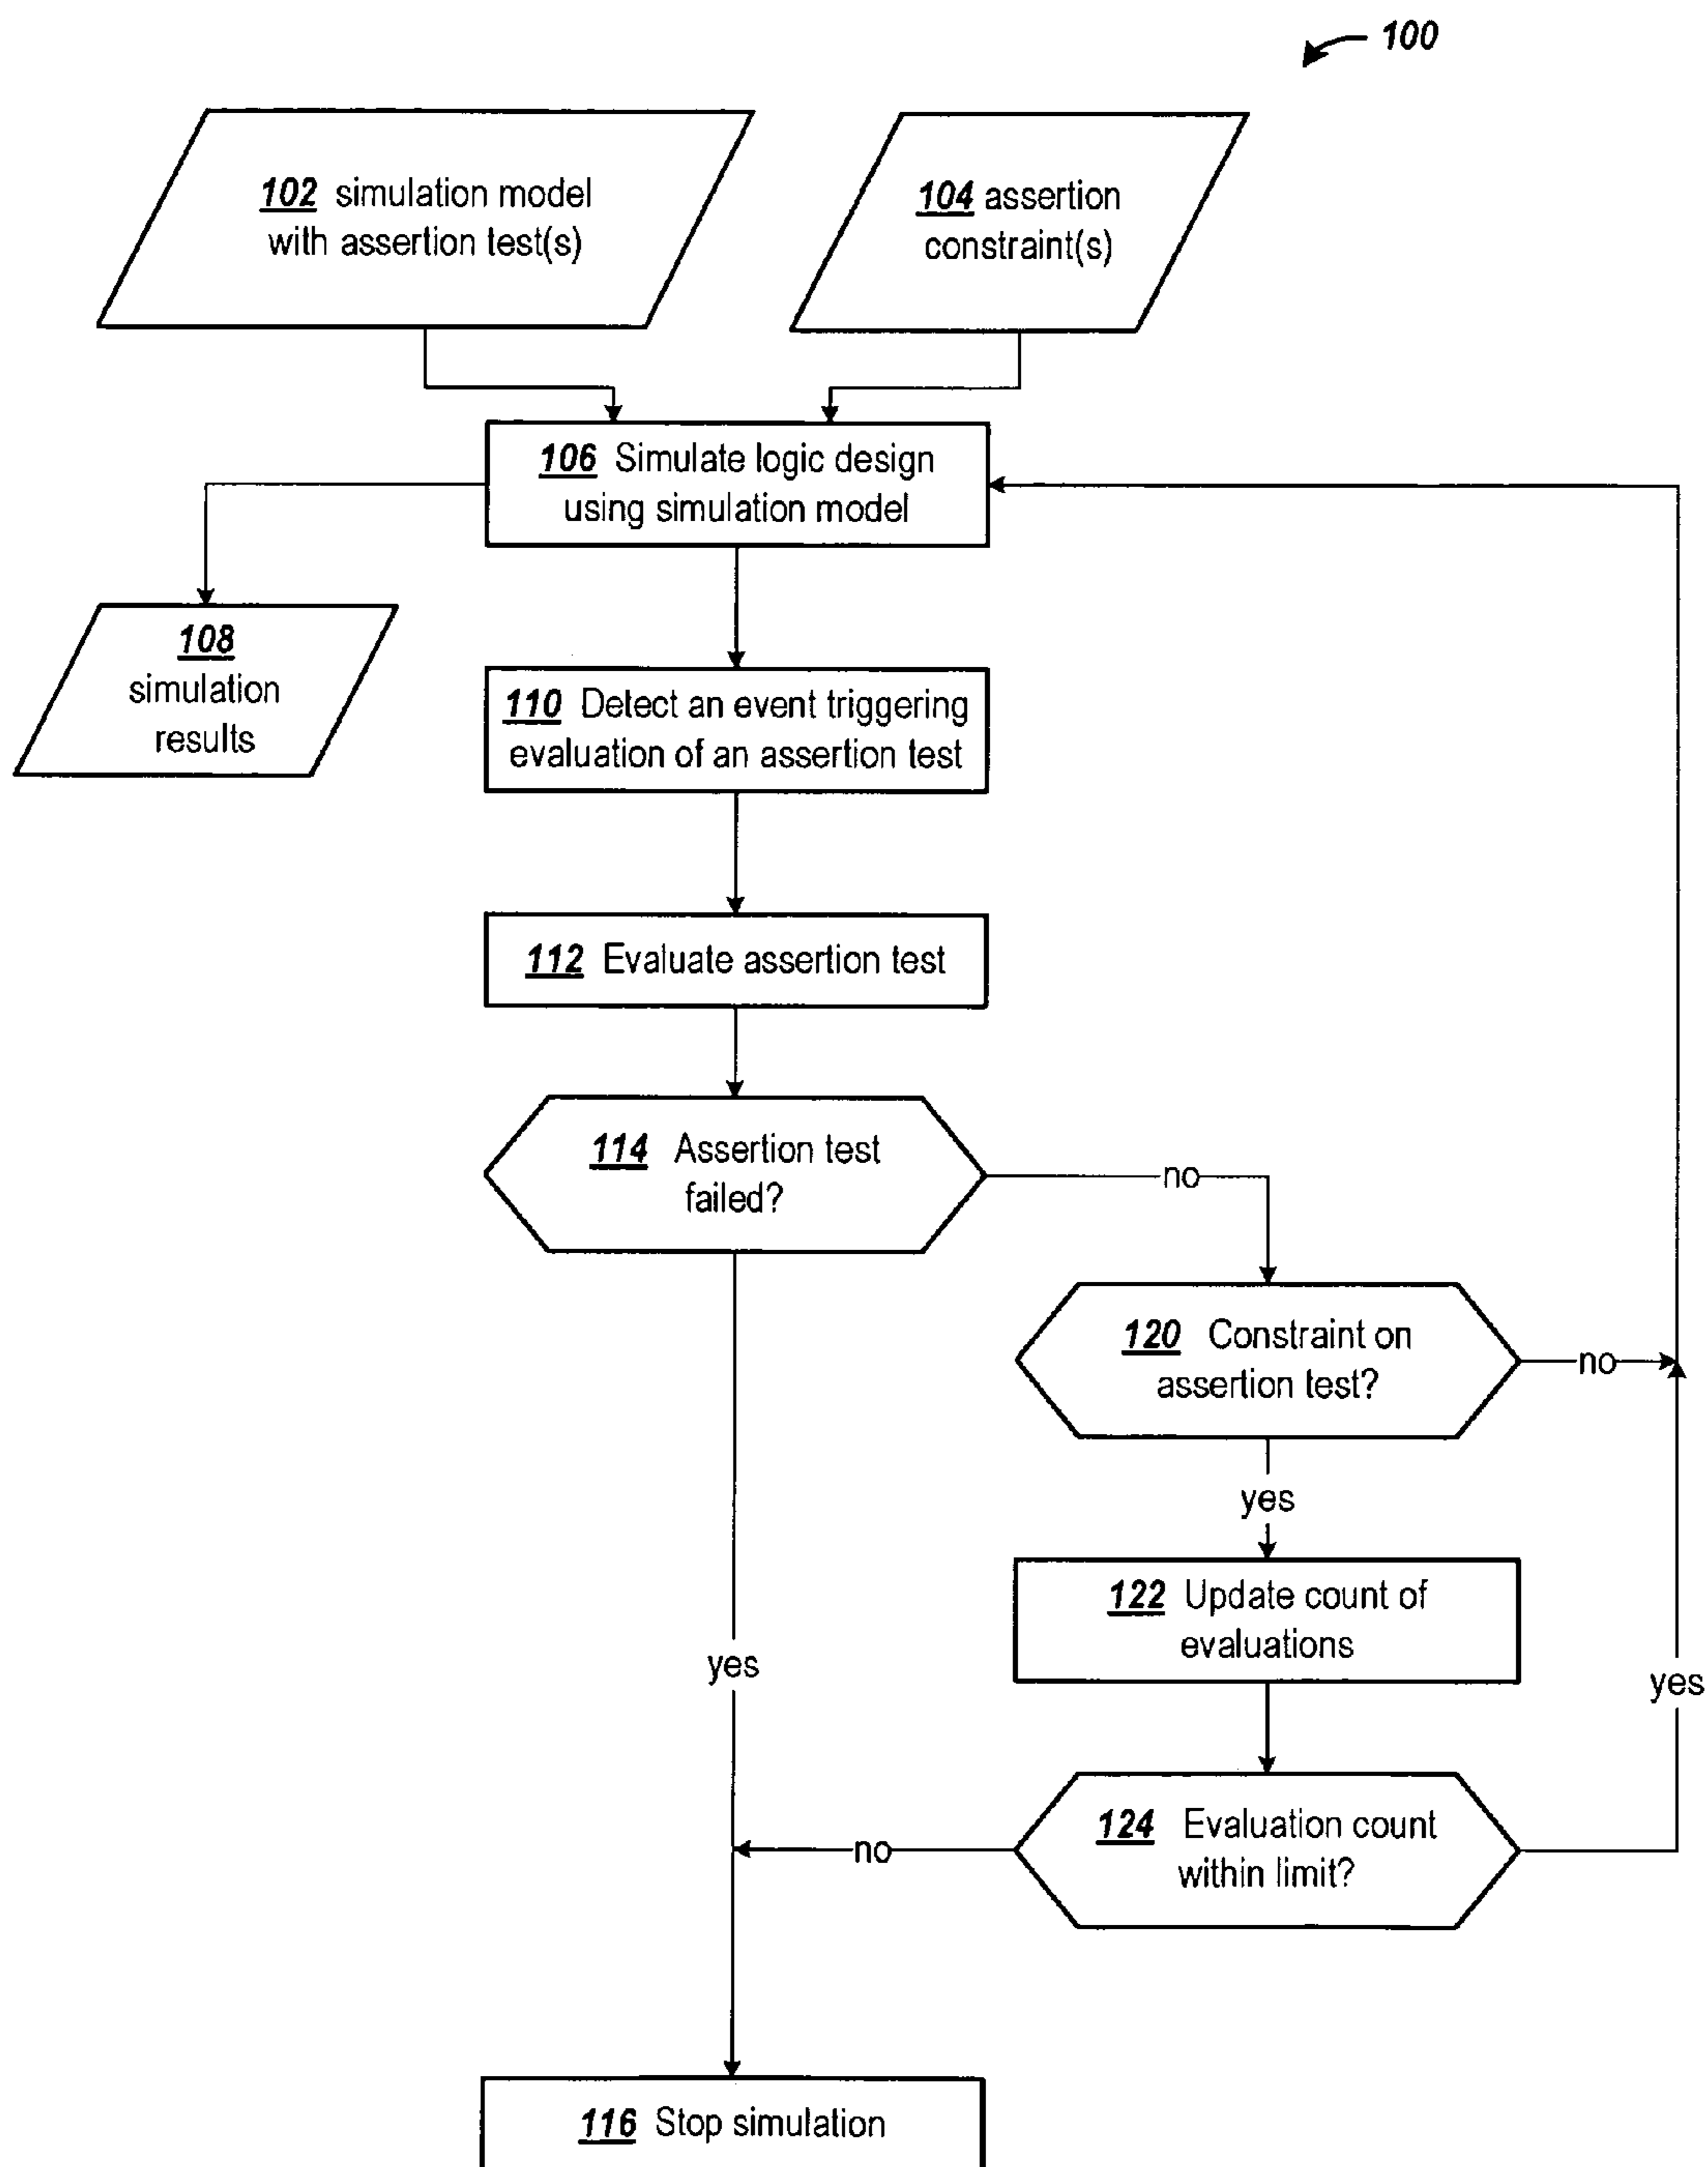 100
102 simulation model
with assertion test(s)
104 assertion
constraint(s)
106 Simulate logic design
using simulation model
108
simulation
results
110 Detect an event triggering
evaluation of an assertion test
112 Evaluate assertion test
114 Assertion test
failed?
no
120 Constraint on
assertion test?
no
yes
122 Update count of
evaluations
yes
yes
124 Evaluation count
within limit?
no
116 Stop simulation